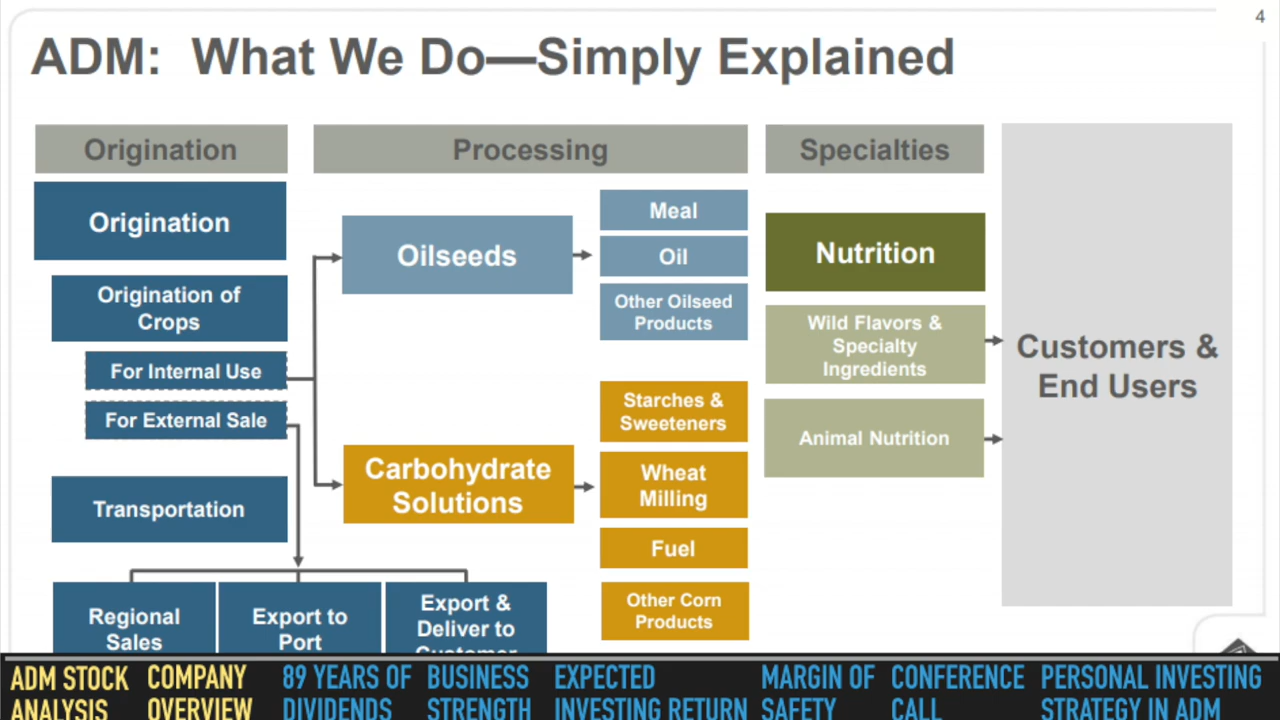 4
ADM: What We Do—Simply Explained
Origination
Processing
Specialties
Origination
Origination of
Crops
For Internal Use
For External Sale
Transportation
Regional
Sales
Export to
Port
Export &
Deliver to
Customer
Oilseeds
Meal
Oil
Other Oilseed
Products
Carbohydrate
Solutions
Starches &
Sweeteners
Wheat
Milling
Fuel
Other Corn
Products
Nutrition
Wild Flavors &
Specialty
Ingredients
Animal Nutrition
Customers &
End Users
ADM STOCK
ANALYSIS
COMPANY
OVERVIEW
89 YEARS OF
DIVIDENDS
BUSINESS
STRENGTH
EXPECTED
INVESTING RETURN
MARGIN OF
SAFETY
CONFERENCE
CALL
PERSONAL INVESTING
STRATEGY IN ADM